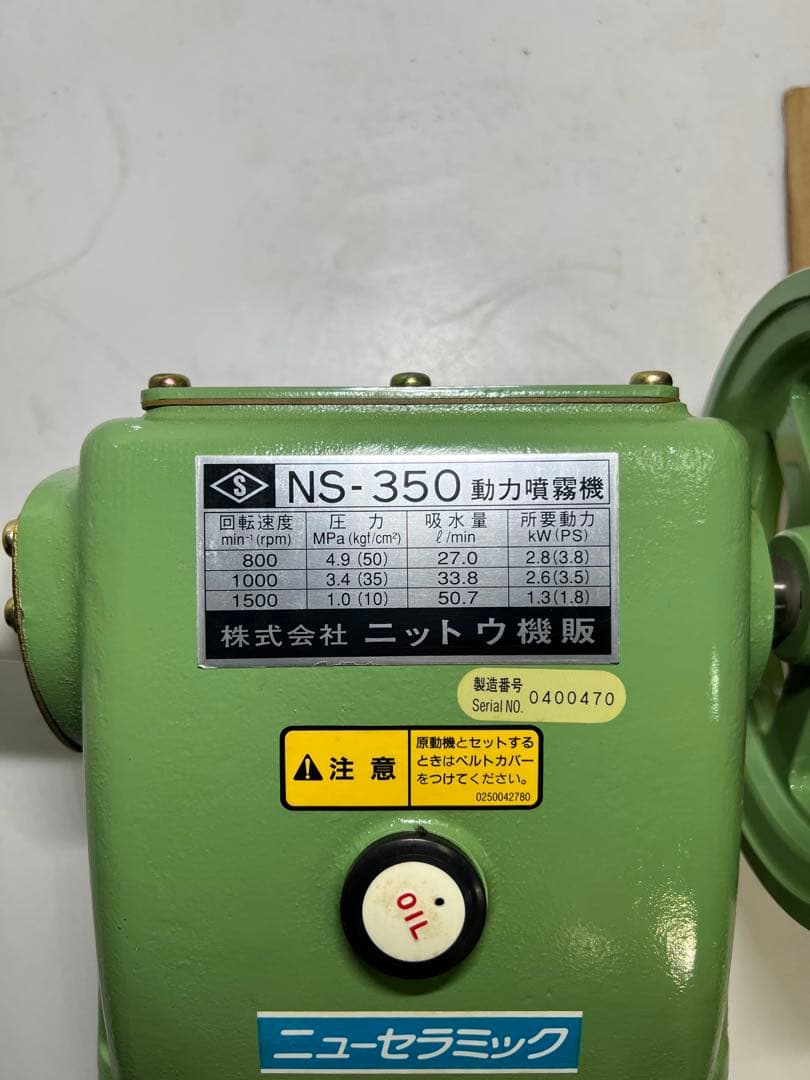 S
NS-350 動力噴霧機
回転速度 圧力 吸水量 所要動力
min⁻¹(rpm) MPa(kgf/cm²) ℓ/min kW(PS)
800 4.9(50) 27.0 2.8(3.8)
1000 3.4(35) 33.8 2.6(3.5)
1500 1.0(10) 50.7 1.3(1.8)
株式会社 ニットウ機販
製造番号
Serial NO. 0400470
注意
原動機とセットする
ときはベルトカバー
をつけてください。
0250042780
OIL
ニューセラミック